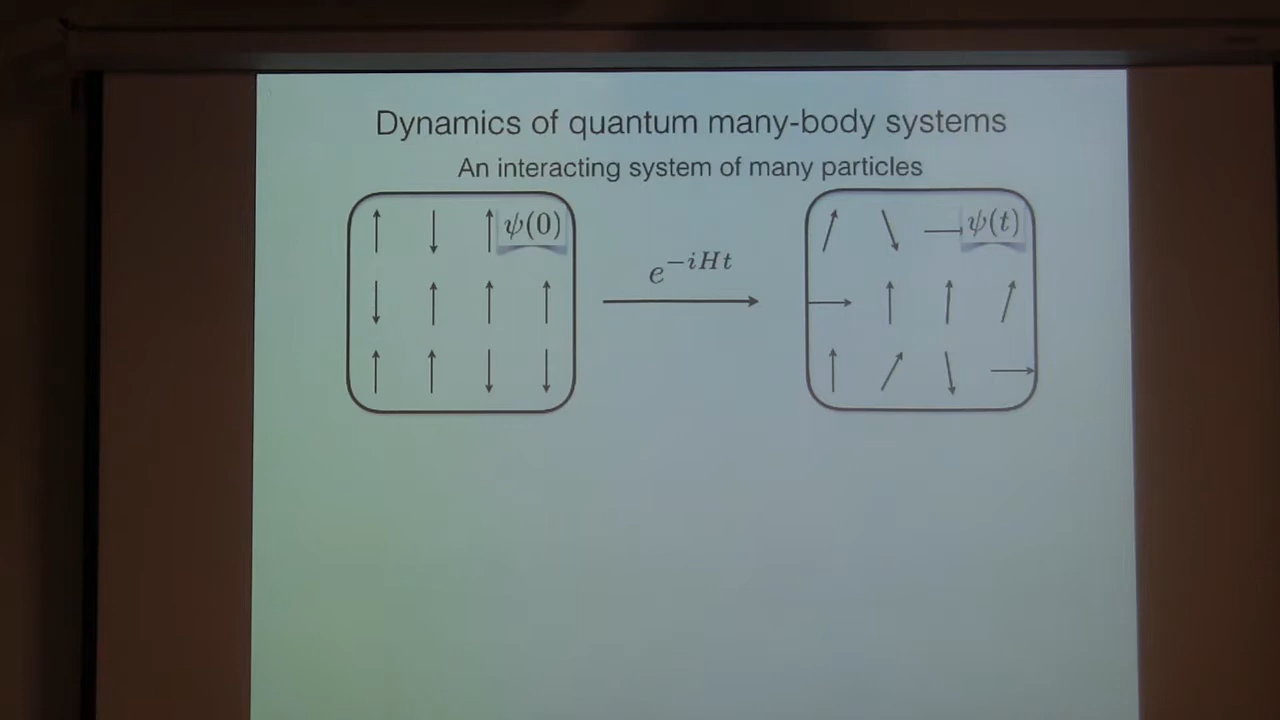 Dynamics of quantum many-body systems
An interacting system of many particles
ψ(0)
e^{-iHt}
ψ(t)